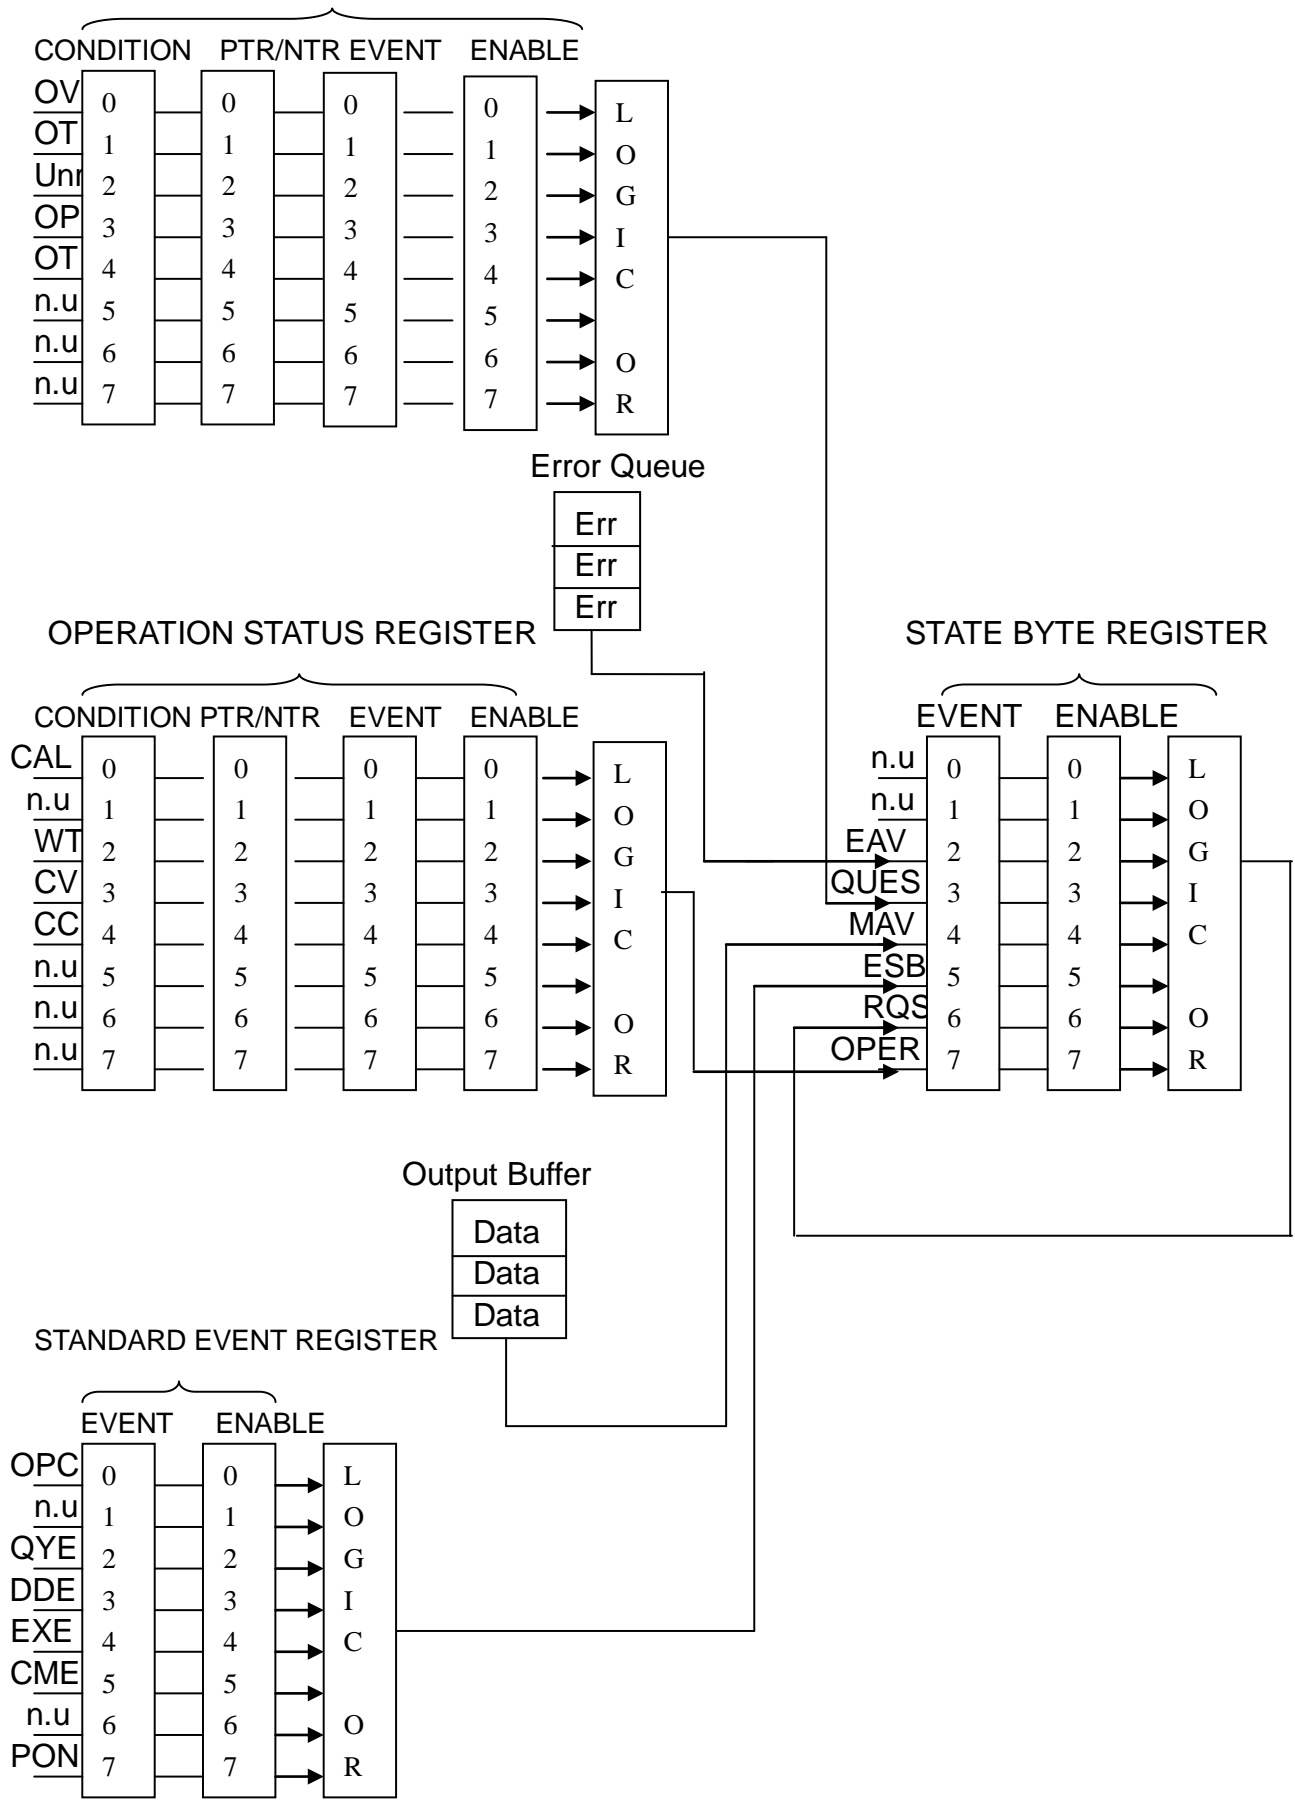 CONDITION PTR/NTR EVENT ENABLE
OV 0 0 0 0 L
OT 1 1 1 1 O
Unr 2 2 2 2 G
OP 3 3 3 3 I
OT 4 4 4 4 C
n.u 5 5 5 5
n.u 6 6 6 6 O
n.u 7 7 7 7 R
Error Queue
Err
Err
Err
OPERATION STATUS REGISTER
CONDITION PTR/NTR EVENT ENABLE
CAL 0 0 0 0 L
n.u 1 1 1 1 O
WT 2 2 2 2 G
CV 3 3 3 3 I
CC 4 4 4 4 C
n.u 5 5 5 5
n.u 6 6 6 6 O
n.u 7 7 7 7 R
STATE BYTE REGISTER
EVENT ENABLE
n.u 0 0 L
n.u 1 1 O
EAV 2 2 G
QUES 3 3 I
MAV 4 4 C
ESB 5 5
RQS 6 6 O
OPER 7 7 R
Output Buffer
Data
Data
Data
STANDARD EVENT REGISTER
EVENT ENABLE
OPC 0 0 L
n.u 1 1 O
QYE 2 2 G
DDE 3 3 I
EXE 4 4 C
CME 5 5
n.u 6 6 O
PON 7 7 R